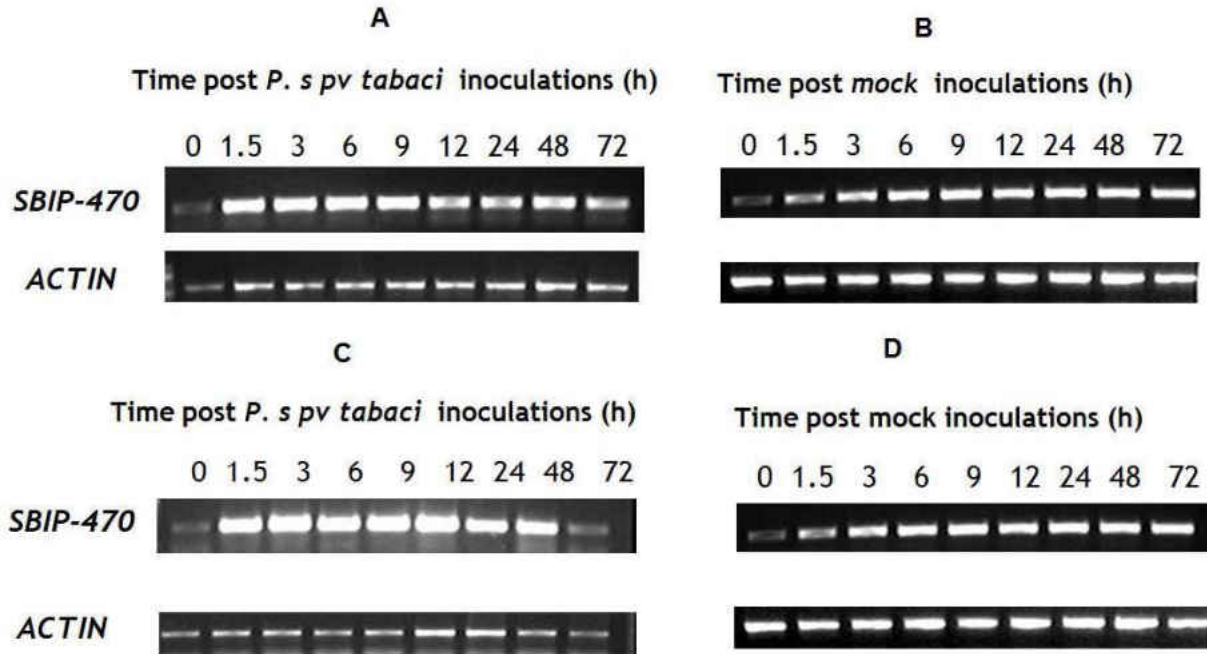 A
Time post P. s pv tabaci inoculations (h)
0 1.5 3 6 9 12 24 48 72
SBIP-470
ACTIN
B
Time post mock inoculations (h)
0 1.5 3 6 9 12 24 48 72
C
Time post P. s pv tabaci inoculations (h)
0 1.5 3 6 9 12 24 48 72
SBIP-470
ACTIN
D
Time post mock inoculations (h)
0 1.5 3 6 9 12 24 48 72